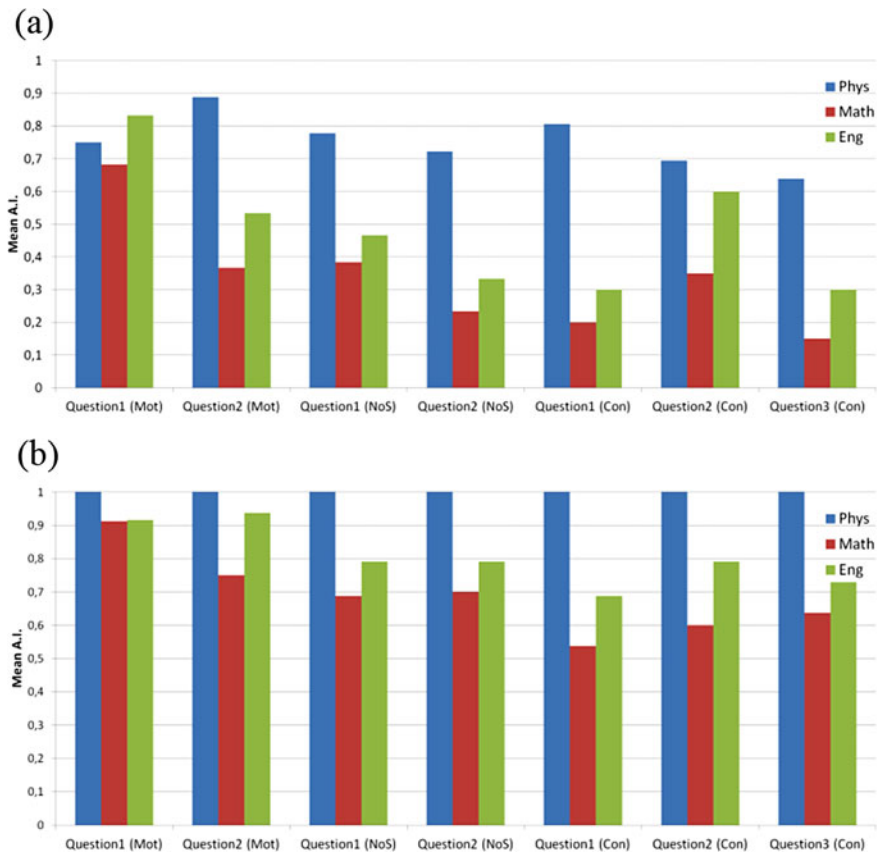 (a)
1
0,9
0,8
0,7
0,6
0,5
0,4
0,3
0,2
0,1
0
Mean A.I.
Phys
Math
Eng
Question1 (Mot) Question2 (Mot) Question1 (NoS) Question2 (NoS) Question1 (Con) Question2 (Con) Question3 (Con)
(b)
1
0,9
0,8
0,7
0,6
0,5
0,4
0,3
0,2
0,1
0
Mean A.I.
Phys
Math
Eng
Question1 (Mot) Question2 (Mot) Question1 (NoS) Question2 (NoS) Question1 (Con) Question2 (Con) Question3 (Con)